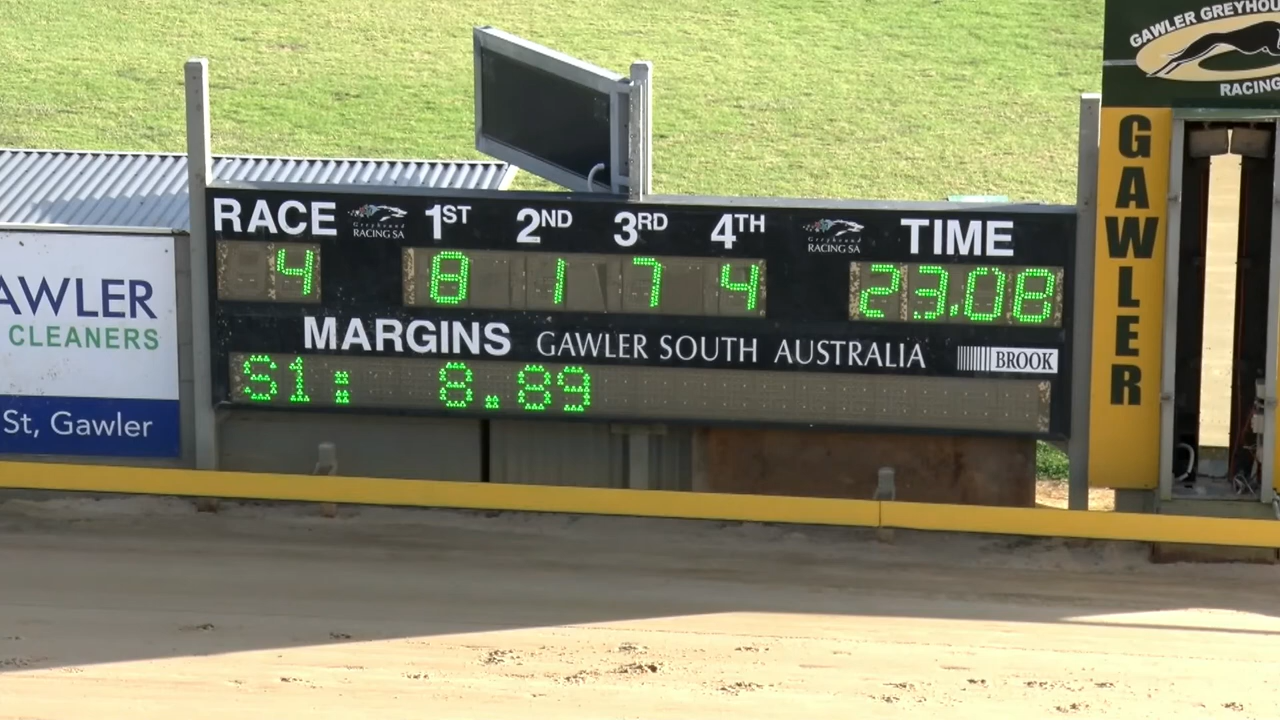 GAWLER GREYHOU
RACING
GAWLER
RACE
Greyhound
RACING SA
1ST 2ND 3RD 4TH
Greyhound
RACING SA
TIME
4 8 1 7 4 23.08
MARGINS GAWLER SOUTH AUSTRALIA BROOK
S1: 8.89
AWLER
CLEANERS
St, Gawler